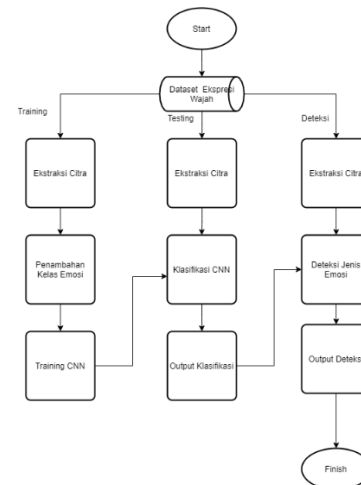 Start
Dataset Ekspresi
Wajah
Training
Testing
Deteksi
Ekstraksi Citra
Ekstraksi Citra
Ekstraksi Citra
Penambahan
Kelas Emosi
Klasifikasi CNN
Deteksi Jenis
Emosi
Training CNN
Output Klasifikasi
Output Deteksi
Finish